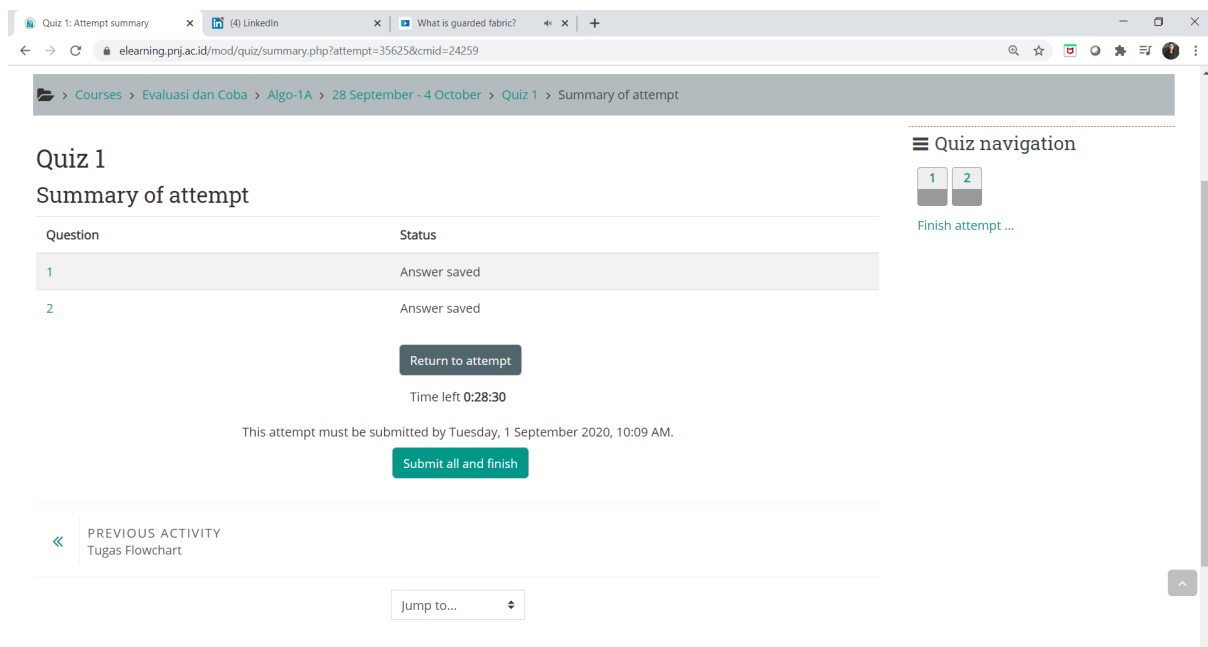 Quiz 1: Attempt summary
(4) LinkedIn
What is guarded fabric?
elearning.pnj.ac.id/mod/quiz/summary.php?attempt=35625&cmid=24259
> Courses > Evaluasi dan Coba > Algo-1A > 28 September - 4 October > Quiz 1 > Summary of attempt
Quiz 1
Summary of attempt
Question Status
1 Answer saved
2 Answer saved
Return to attempt
Time left 0:28:30
This attempt must be submitted by Tuesday, 1 September 2020, 10:09 AM.
Submit all and finish
PREVIOUS ACTIVITY
Tugas Flowchart
Jump to...
Quiz navigation
1 2
Finish attempt ...